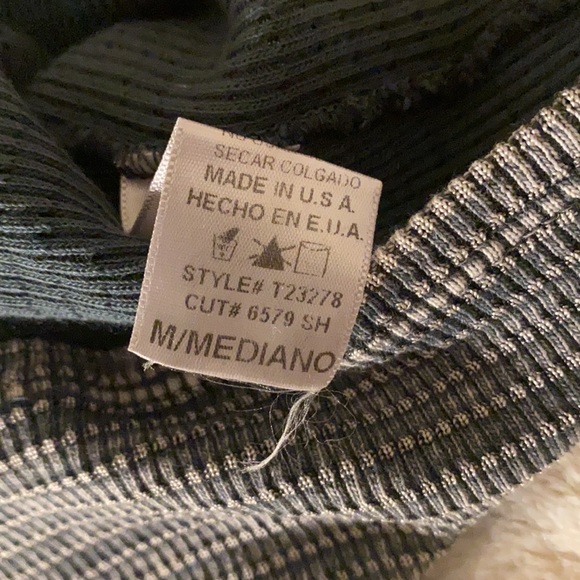 SECAR COLGADO
MADE IN U.S.A.
HECHO EN E.U.A.
STYLE# T23278
CUT# 6579 SH
M/MEDIANO